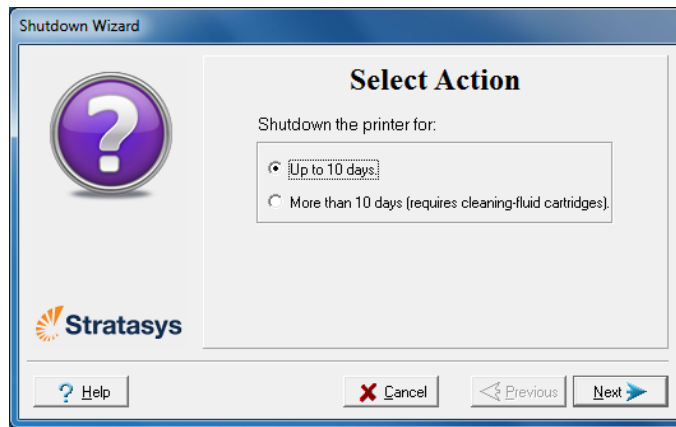 Shutdown Wizard
Select Action
Shutdown the printer for:
Up to 10 days.
More than 10 days (requires cleaning-fluid cartridges).
Stratasys
? Help
Cancel
Previous
Next